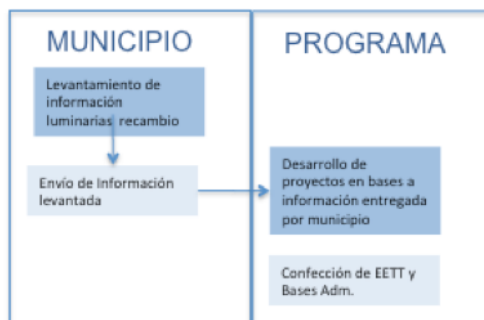 MUNICIPIO
Levantamiento de
información
luminarias recambio
Envío de Información
levantada
PROGRAMA
Desarrollo de
proyectos en bases a
información entregada
por municipio
Confección de EETT y
Bases Adm.